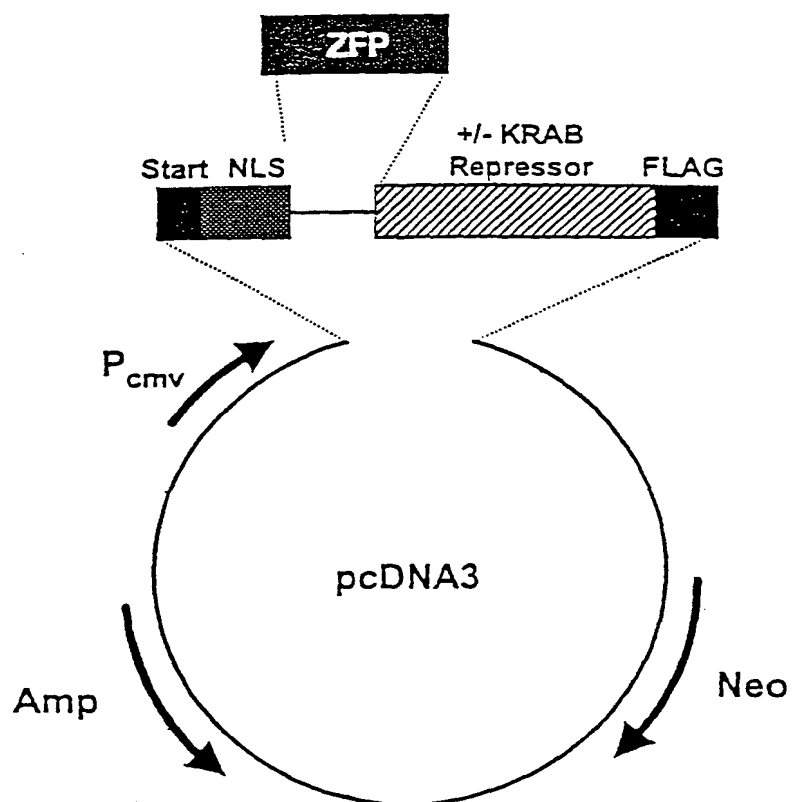 ZFP
+/- KRAB
Start NLS Repressor FLAG
Pcmv
pcDNA3
Amp
Neo